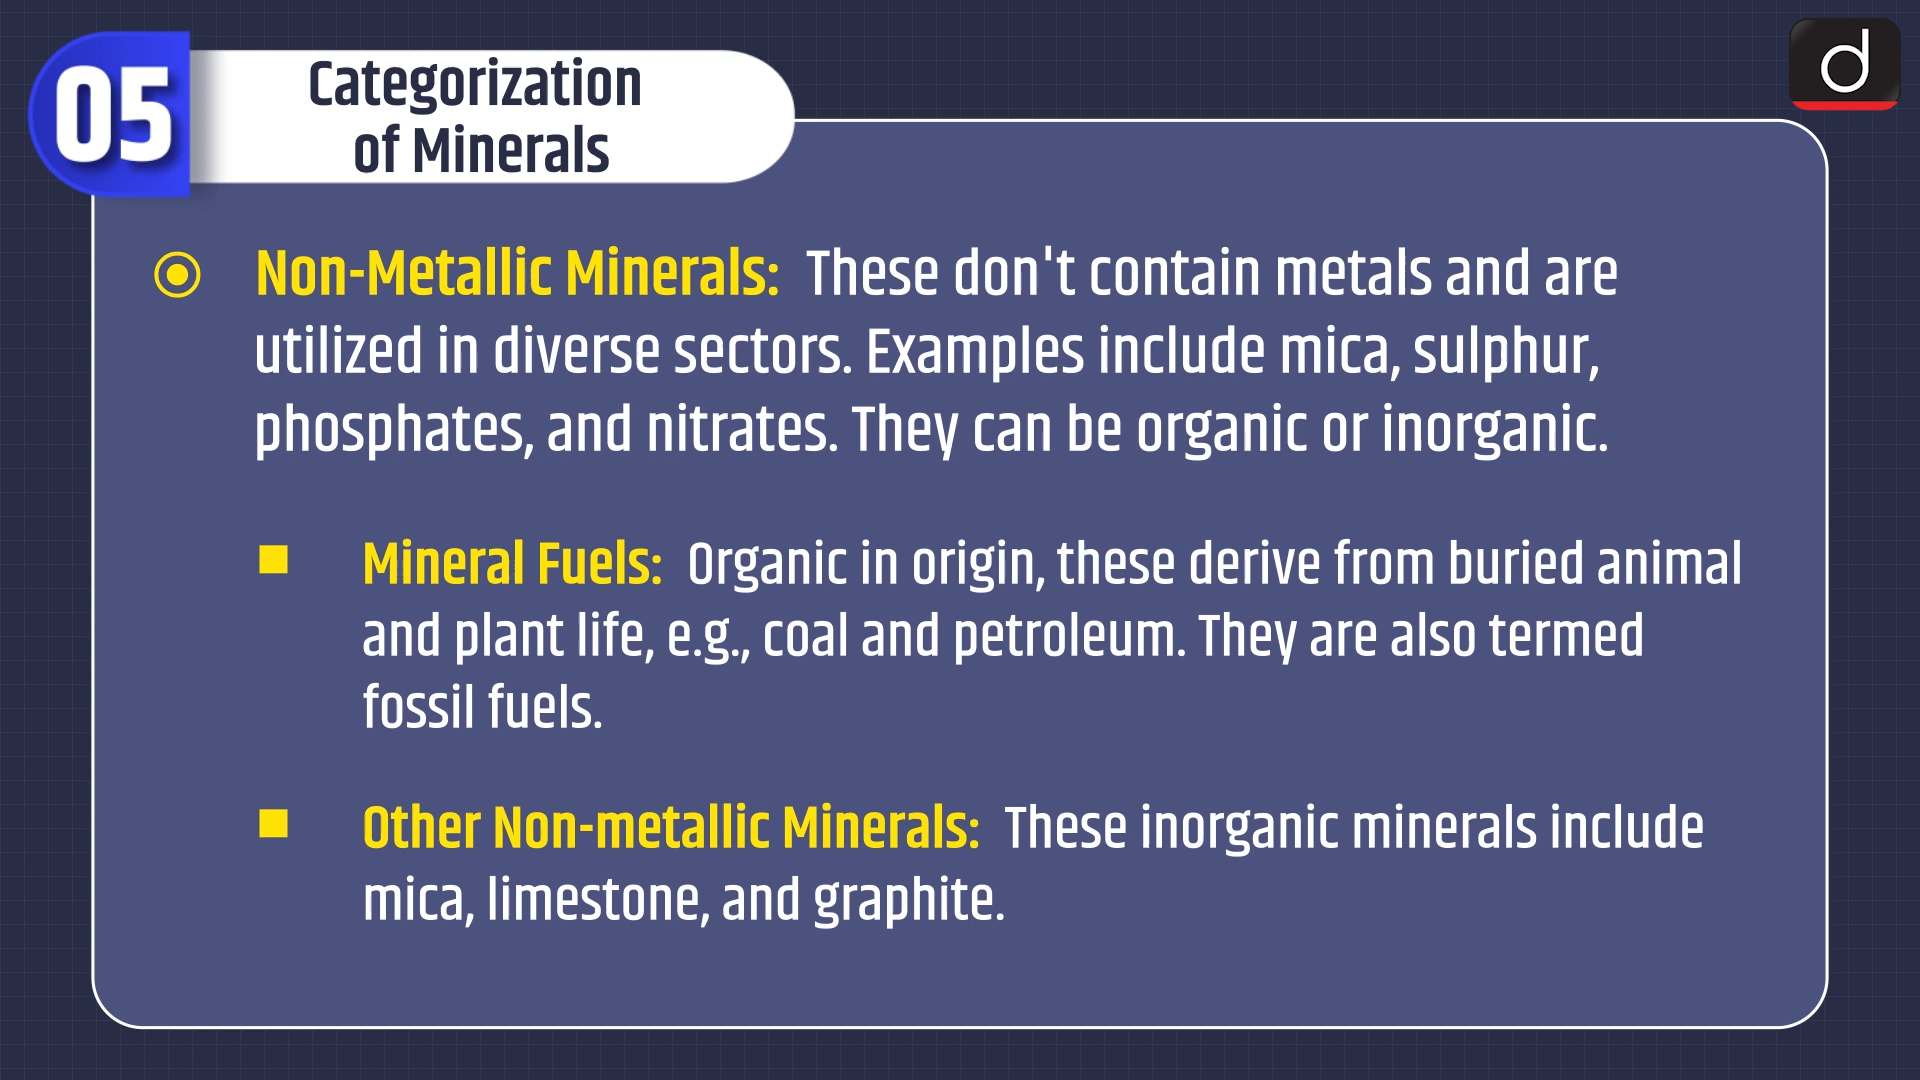 05
Categorization
of Minerals
d
Non-Metallic Minerals: These don't contain metals and are
utilized in diverse sectors. Examples include mica, sulphur,
phosphates, and nitrates. They can be organic or inorganic.
Mineral Fuels: Organic in origin, these derive from buried animal
and plant life, e.g., coal and petroleum. They are also termed
fossil fuels.
Other Non-metallic Minerals: These inorganic minerals include
mica, limestone, and graphite.